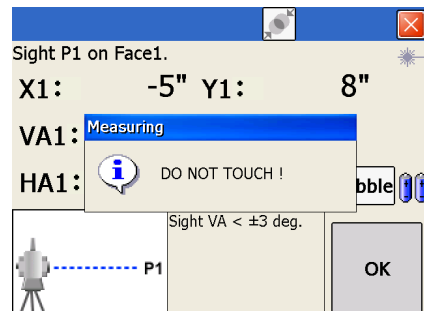 Sight P1 on Face1.
X1: -5" Y1: 8"
VA1:
Measuring
DO NOT TOUCH !
HA1:
bble
Sight VA < ±3 deg.
P1
OK